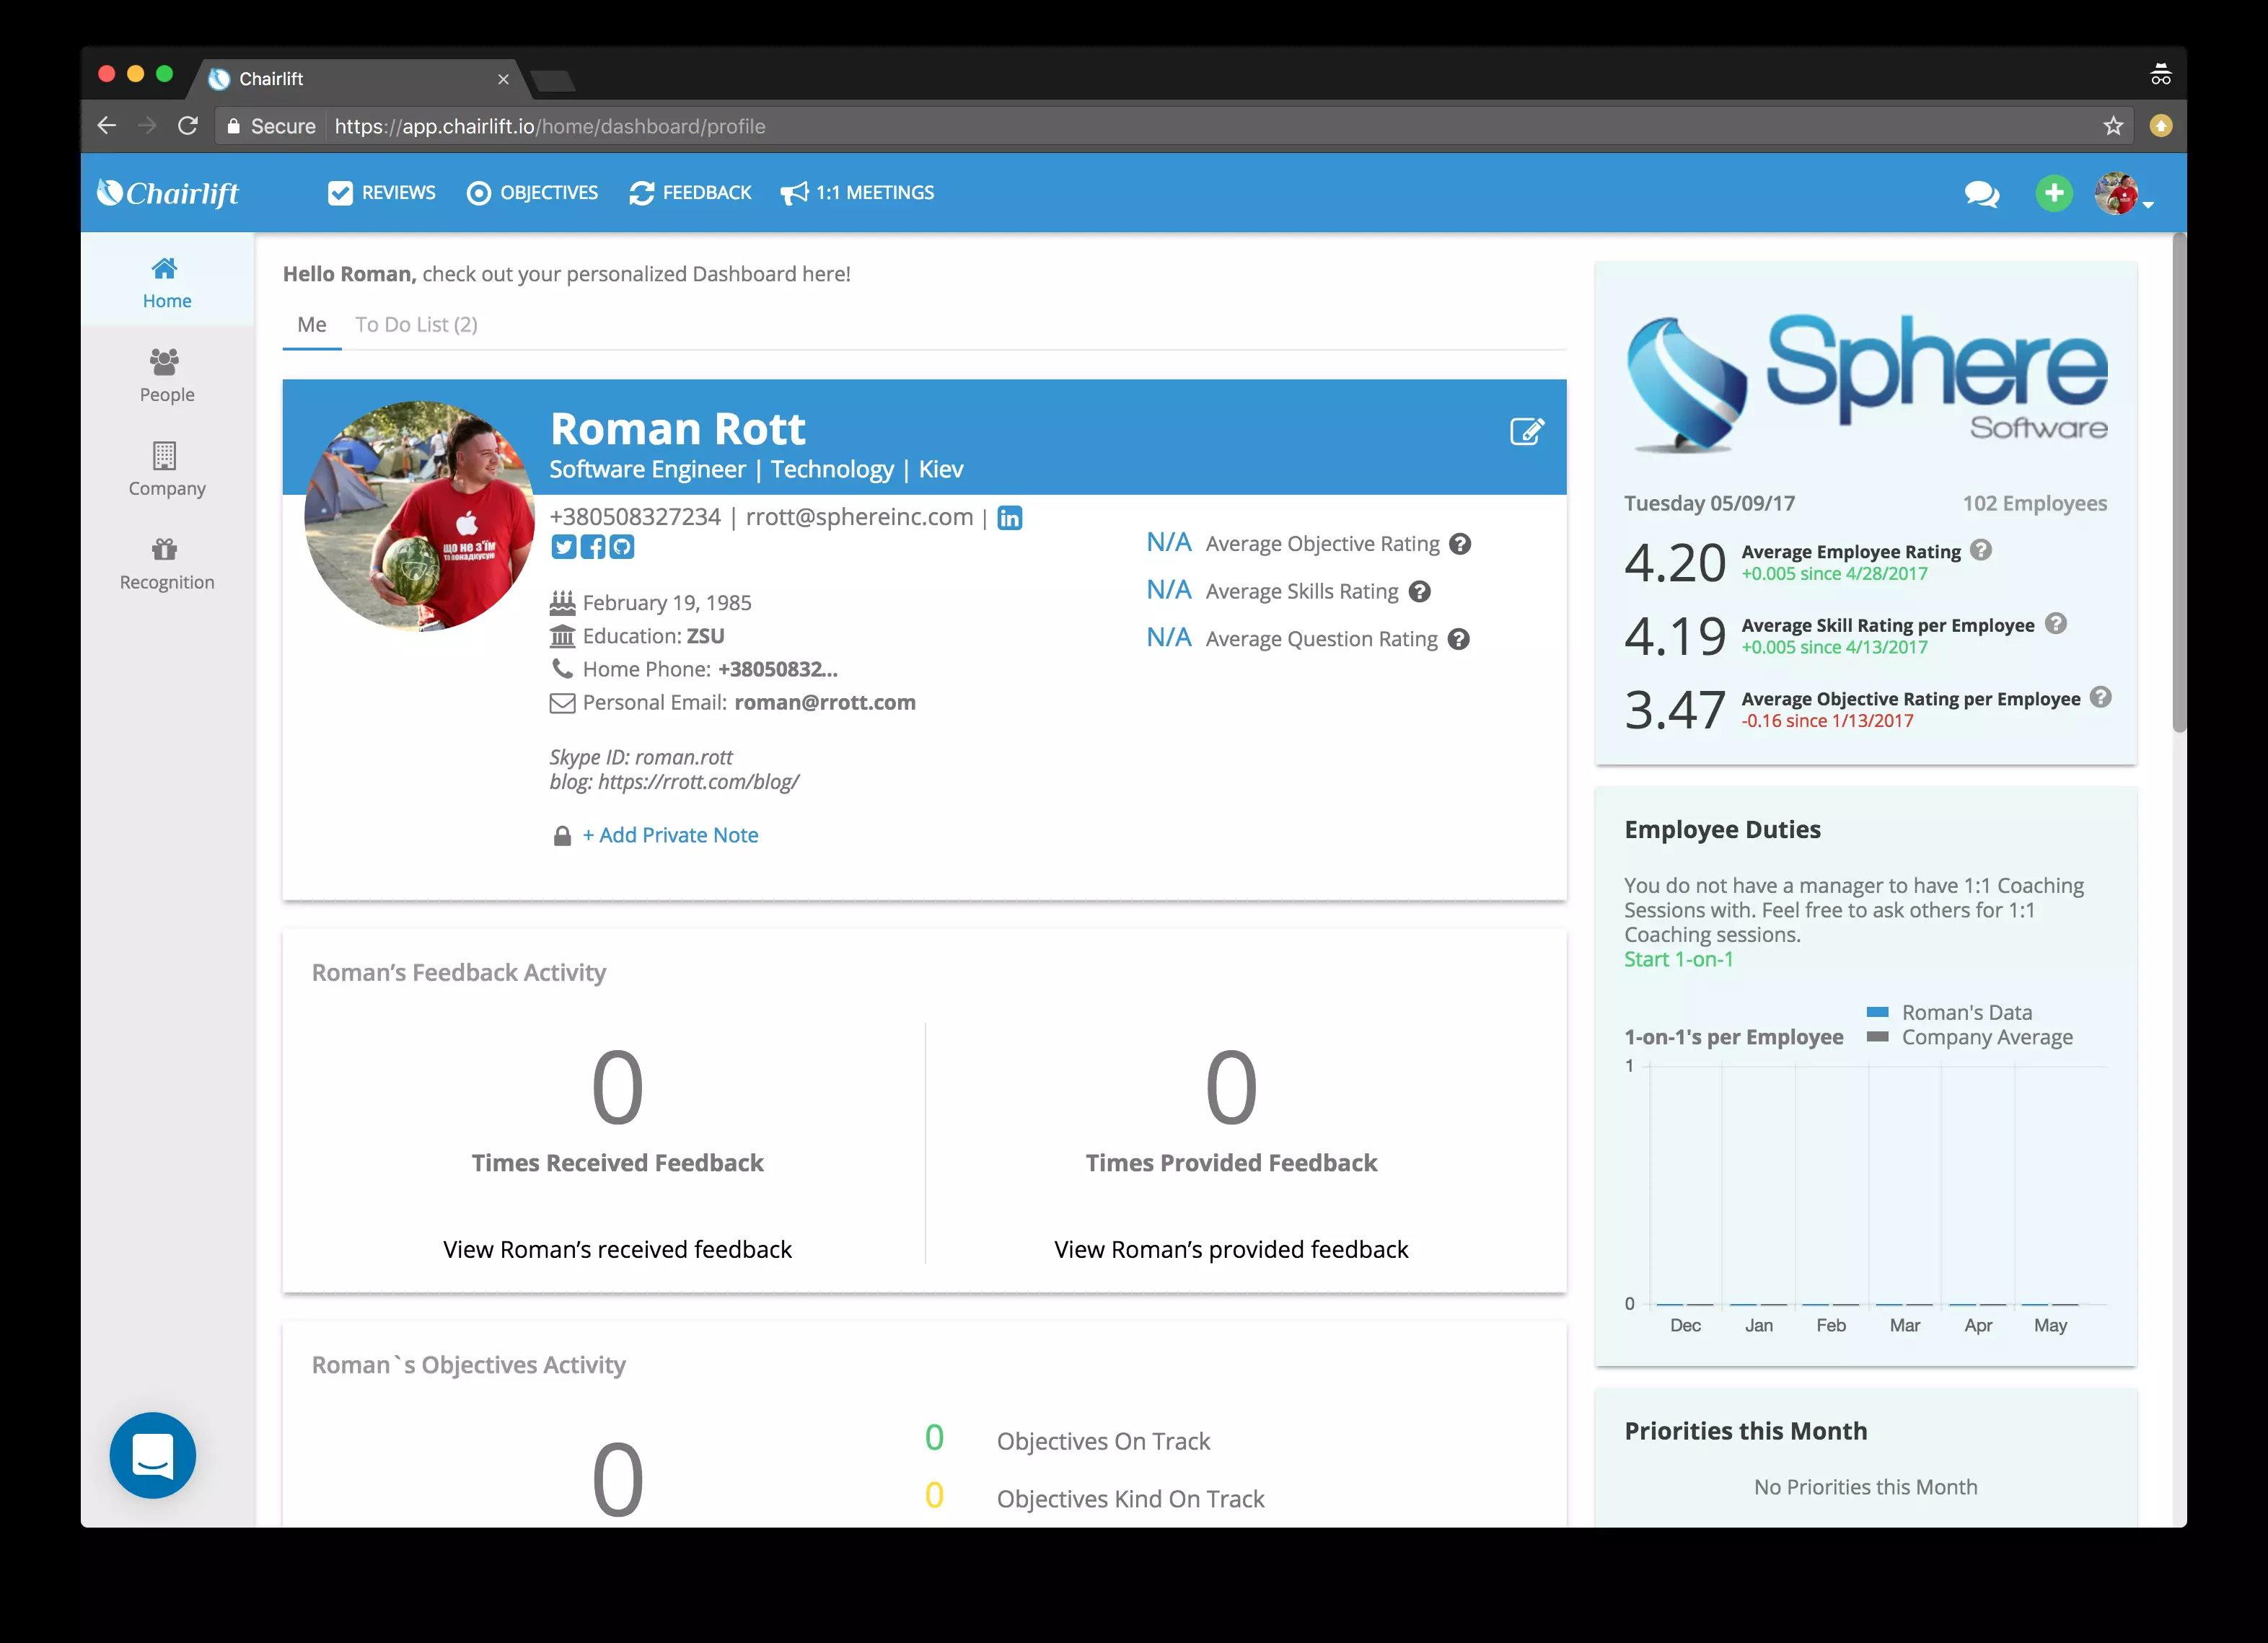 Chairlift
Secure https://app.chairlift.io/home/dashboard/profile
Chairlift
REVIEWS
OBJECTIVES
FEEDBACK
1:1 MEETINGS
Home
People
Company
Recognition
Hello Roman, check out your personalized Dashboard here!
Me
To Do List (2)
Roman Rott
Software Engineer | Technology | Kiev
+380508327234 | rrott@sphereinc.com |
February 19, 1985
Education: ZSU
Home Phone: +38050832...
Personal Email: roman@rrott.com
Skype ID: roman.rott
blog: https://rrott.com/blog/
+ Add Private Note
ЩО НЕ З'ЇМ
ТО ПОНАДКУСУЮ
N/A Average Objective Rating ?
N/A Average Skills Rating ?
N/A Average Question Rating ?
Roman’s Feedback Activity
0
Times Received Feedback
View Roman’s received feedback
0
Times Provided Feedback
View Roman’s provided feedback
Roman`s Objectives Activity
0
0 Objectives On Track
0 Objectives Kind On Track
Sphere
Software
Tuesday 05/09/17
102 Employees
4.20 Average Employee Rating ?
+0.005 since 4/28/2017
4.19 Average Skill Rating per Employee ?
+0.005 since 4/13/2017
3.47 Average Objective Rating per Employee ?
-0.16 since 1/13/2017
Employee Duties
You do not have a manager to have 1:1 Coaching
Sessions with. Feel free to ask others for 1:1
Coaching sessions.
Start 1-on-1
1-on-1's per Employee
Roman's Data
Company Average
1
0
Dec Jan Feb Mar Apr May
Priorities this Month
No Priorities this Month